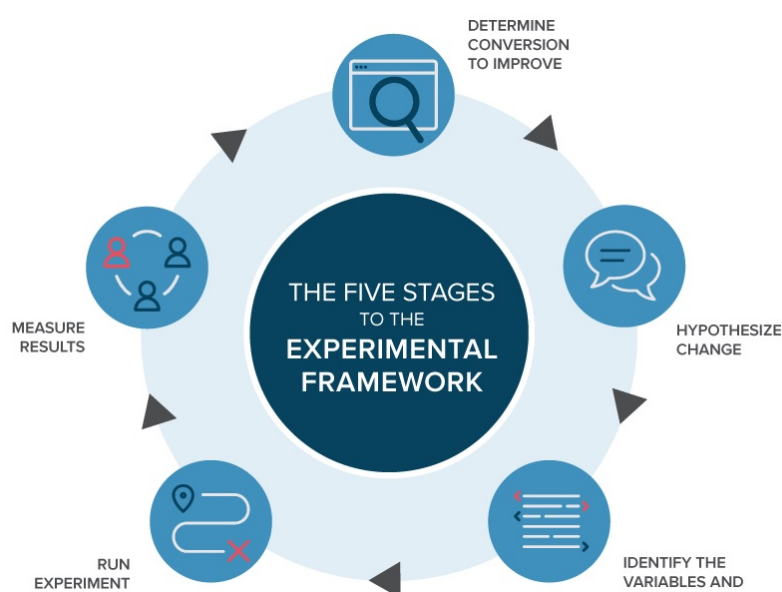 DETERMINE
CONVERSION
TO IMPROVE
HYPOTHESIZE
CHANGE
IDENTIFY THE
VARIABLES AND
RUN
EXPERIMENT
MEASURE
RESULTS
THE FIVE STAGES
TO THE
EXPERIMENTAL
FRAMEWORK